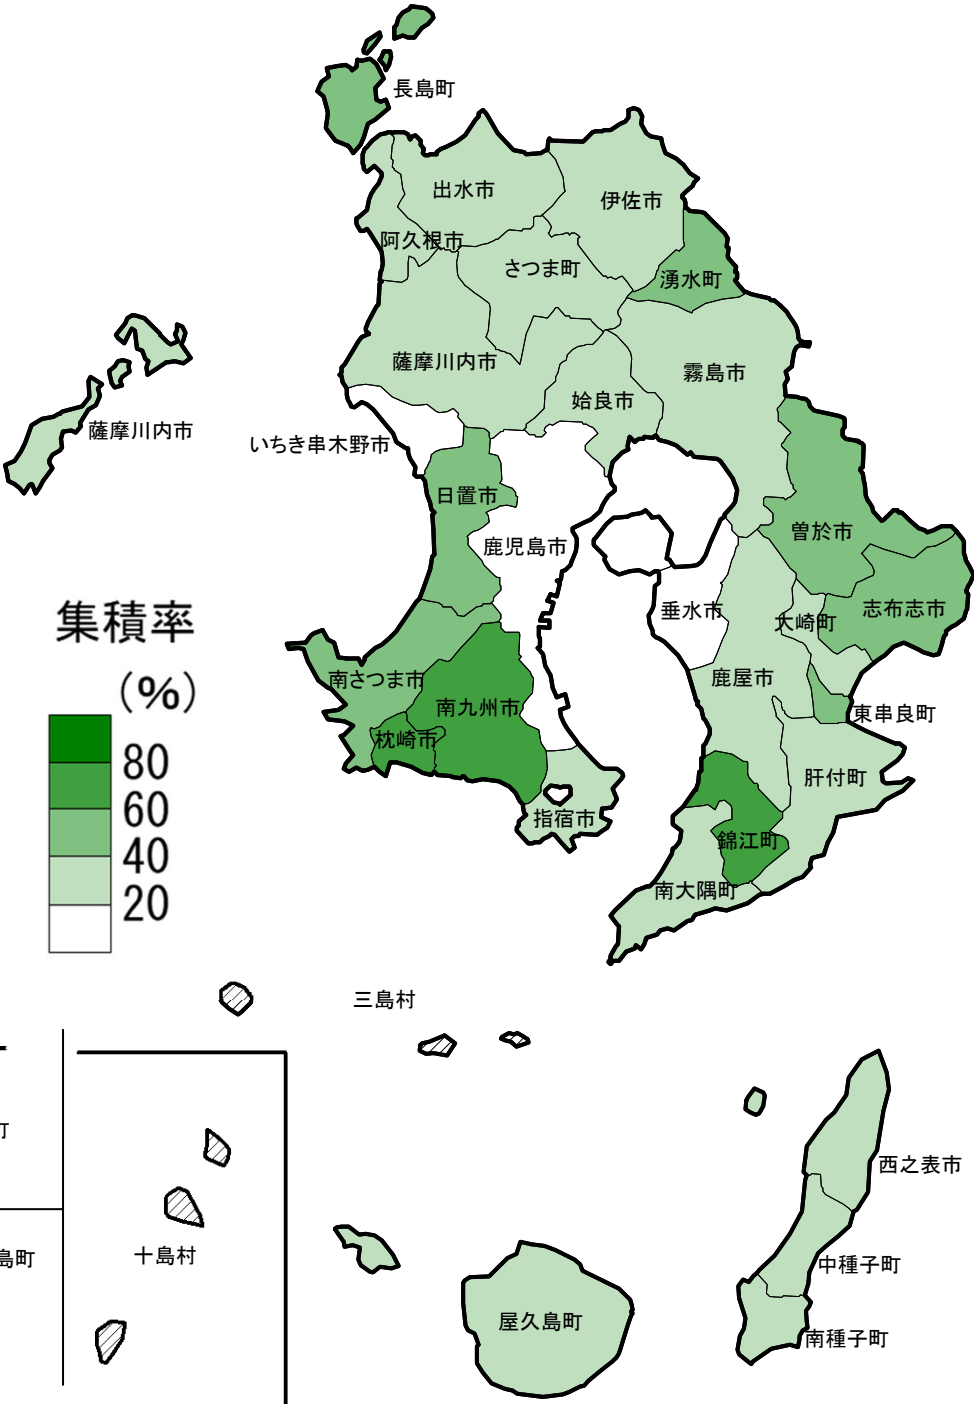 長島町
出水市
伊佐市
阿久根市
さつま町
湧水町
薩摩川内市
霧島市
姶良市
薩摩川内市
いちき串木野市
日置市
曽於市
鹿児島市
集積率
(%)
80
60
40
20
垂水市
大崎町
志布志市
南さつま市
鹿屋市
南九州市
東串良町
枕崎市
肝付町
指宿市
錦江町
南大隅町
三島村
町
西之表市
島町
十島村
中種子町
屋久島町
南種子町